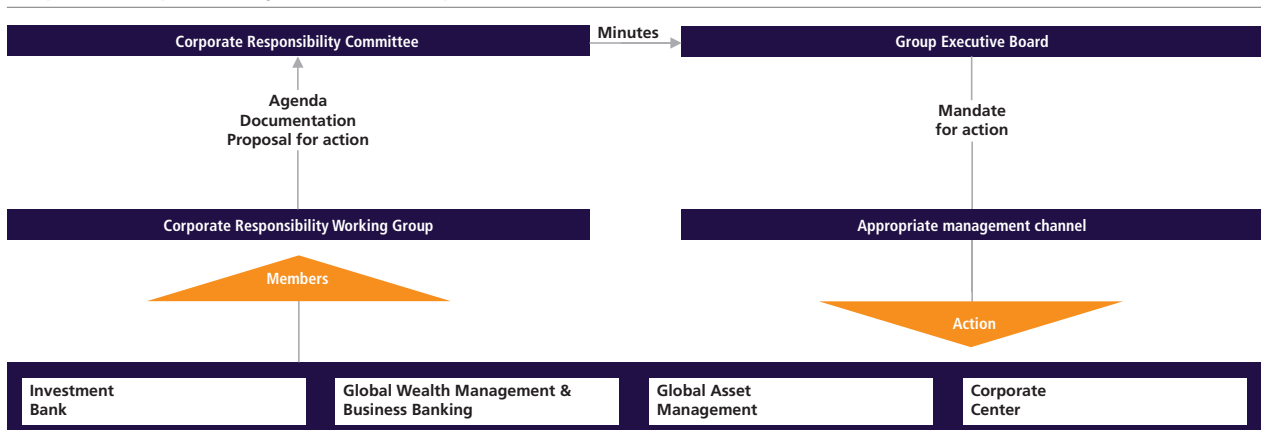 Corporate Responsibility Committee
Minutes
Group Executive Board
Agenda
Documentation
Proposal for action
Mandate
for action
Corporate Responsibility Working Group
Appropriate management channel
Members
Action
Investment
Bank
Global Wealth Management &
Business Banking
Global Asset
Management
Corporate
Center